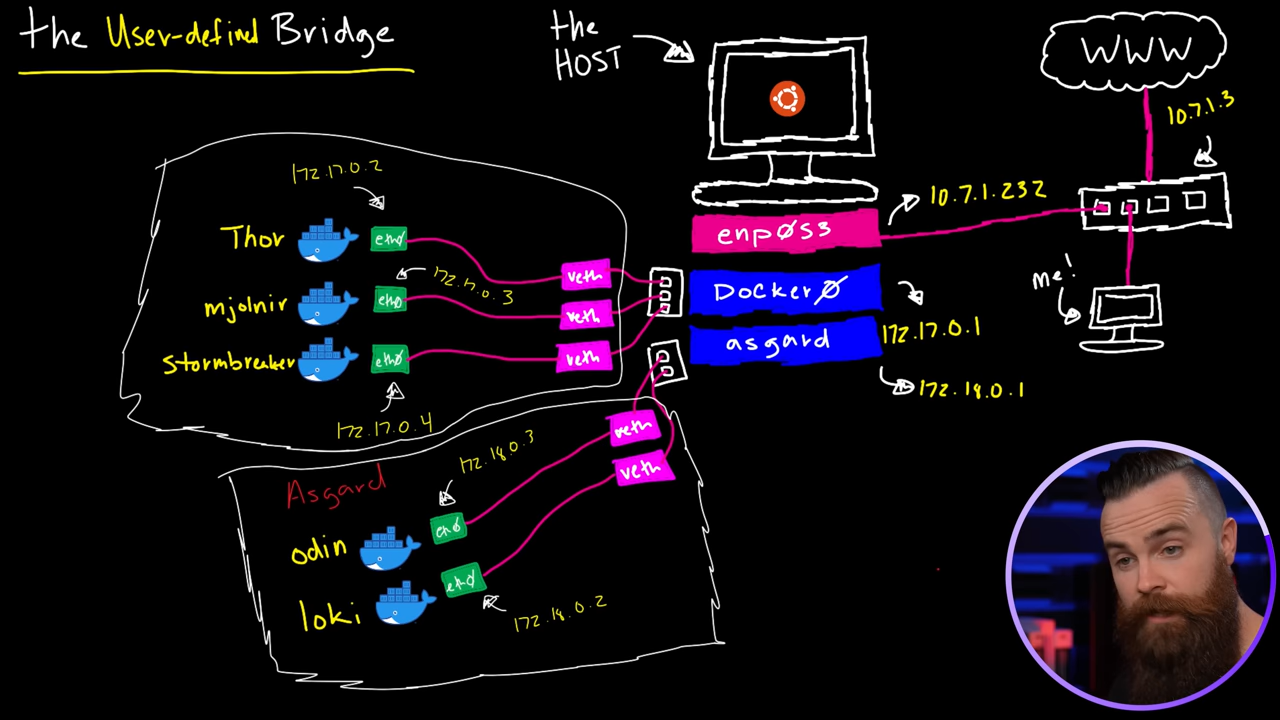 the User-defined Bridge
the
HOST
WWW
10.7.1.3
172.17.0.2
10.7.1.232
Thor
eth0
enp0s3
veth
me!
mjolnir
eth0
172.17.0.3
veth
Docker0
172.17.0.1
stormbreaker
eth0
veth
asgard
172.18.0.1
172.17.0.4
veth
172.18.0.3
veth
Asgard
odin
eth0
loki
eth0
172.18.0.2